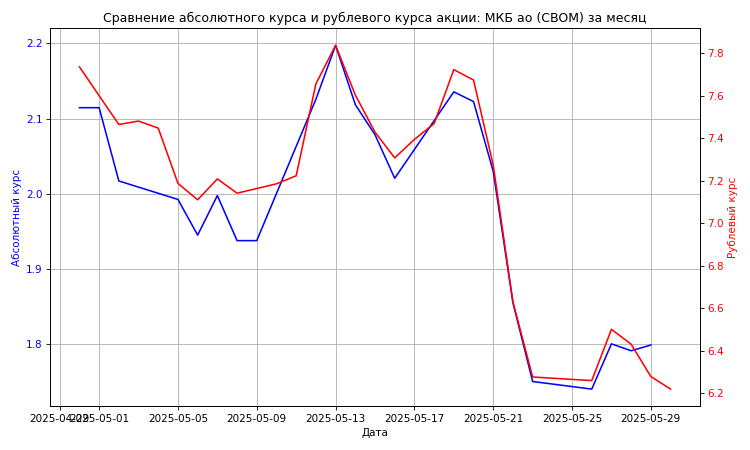 Сравнение абсолютного курса и рублевого курса акции: МКБ ао (CBOM) за месяц
Абсолютный курс
2.2
2.1
2.0
1.9
1.8
7.8
7.6
7.4
7.2
7.0
6.8
6.6
6.4
6.2
Рублевый курс
2025-04-29 2025-05-01 2025-05-05 2025-05-09 2025-05-13 2025-05-17 2025-05-21 2025-05-25 2025-05-29
Дата